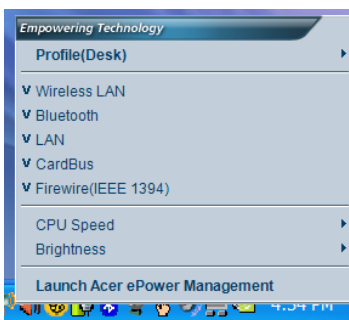 Empowering Technology
Profile(Desk)
v Wireless LAN
v Bluetooth
v LAN
v CardBus
v Firewire(IEEE 1394)
CPU Speed
Brightness
Launch Acer ePower Management
4:34 PM